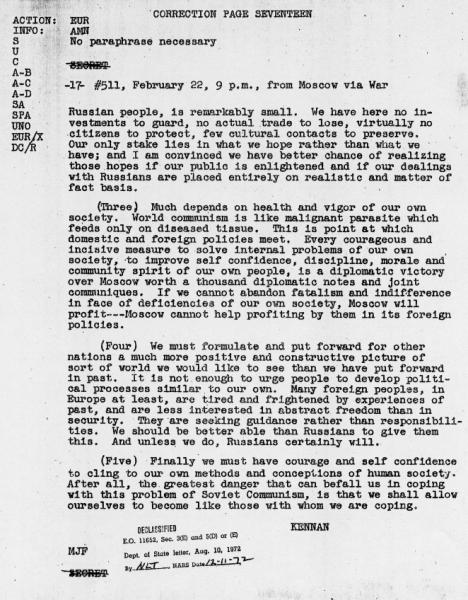 CORRECTION PAGE SEVENTEEN
ACTION: EUR
INFO: AMN
S No paraphrase necessary
U
C SECRET
A-B
A-C -17- #511, February 22, 9 p.m., from Moscow via War
A-D
SA
SPA
UNO
EUR/X
DC/R
Russian people, is remarkably small. We have here no in-
vestments to guard, no actual trade to lose, virtually no
citizens to protect, few cultural contacts to preserve.
Our only stake lies in what we hope rather than what we
have; and I am convinced we have better chance of realizing
those hopes if our public is enlightened and if our dealings
with Russians are placed entirely on realistic and matter of
fact basis.
(Three) Much depends on health and vigor of our own
society. World communism is like malignant parasite which
feeds only on diseased tissue. This is point at which
domestic and foreign policies meet. Every courageous and
incisive measure to solve internal problems of our own
society, to improve self confidence, discipline, morale and
community spirit of our own people, is a diplomatic victory
over Moscow worth a thousand diplomatic notes and joint
communiques. If we cannot abandon fatalism and indifference
in face of deficiencies of our own society, Moscow will
profit---Moscow cannot help profiting by them in its foreign
policies.
(Four) We must formulate and put forward for other
nations a much more positive and constructive picture of
sort of world we would like to see than we have put forward
in past. It is not enough to urge people to develop politi-
cal processes similar to our own. Many foreign peoples, in
Europe at least, are tired and frightened by experiences of
past, and are less interested in abstract freedom than in
security. They are seeking guidance rather than responsibili-
ties. We should be better able than Russians to give them
this. And unless we do, Russians certainly will.
(Five) Finally we must have courage and self confidence
to cling to our own methods and conceptions of human society.
After all, the greatest danger that can befall us in coping
with this problem of Soviet Communism, is that we shall allow
ourselves to become like those with whom we are coping.
KENNAN
DECLASSIFIED
E.O. 11652, Sec. 3(E) and 5(D) or (E)
MJF Dept. of State letter, Aug. 10, 1972
By NLT, NARS Date 12-11-72
SECRET